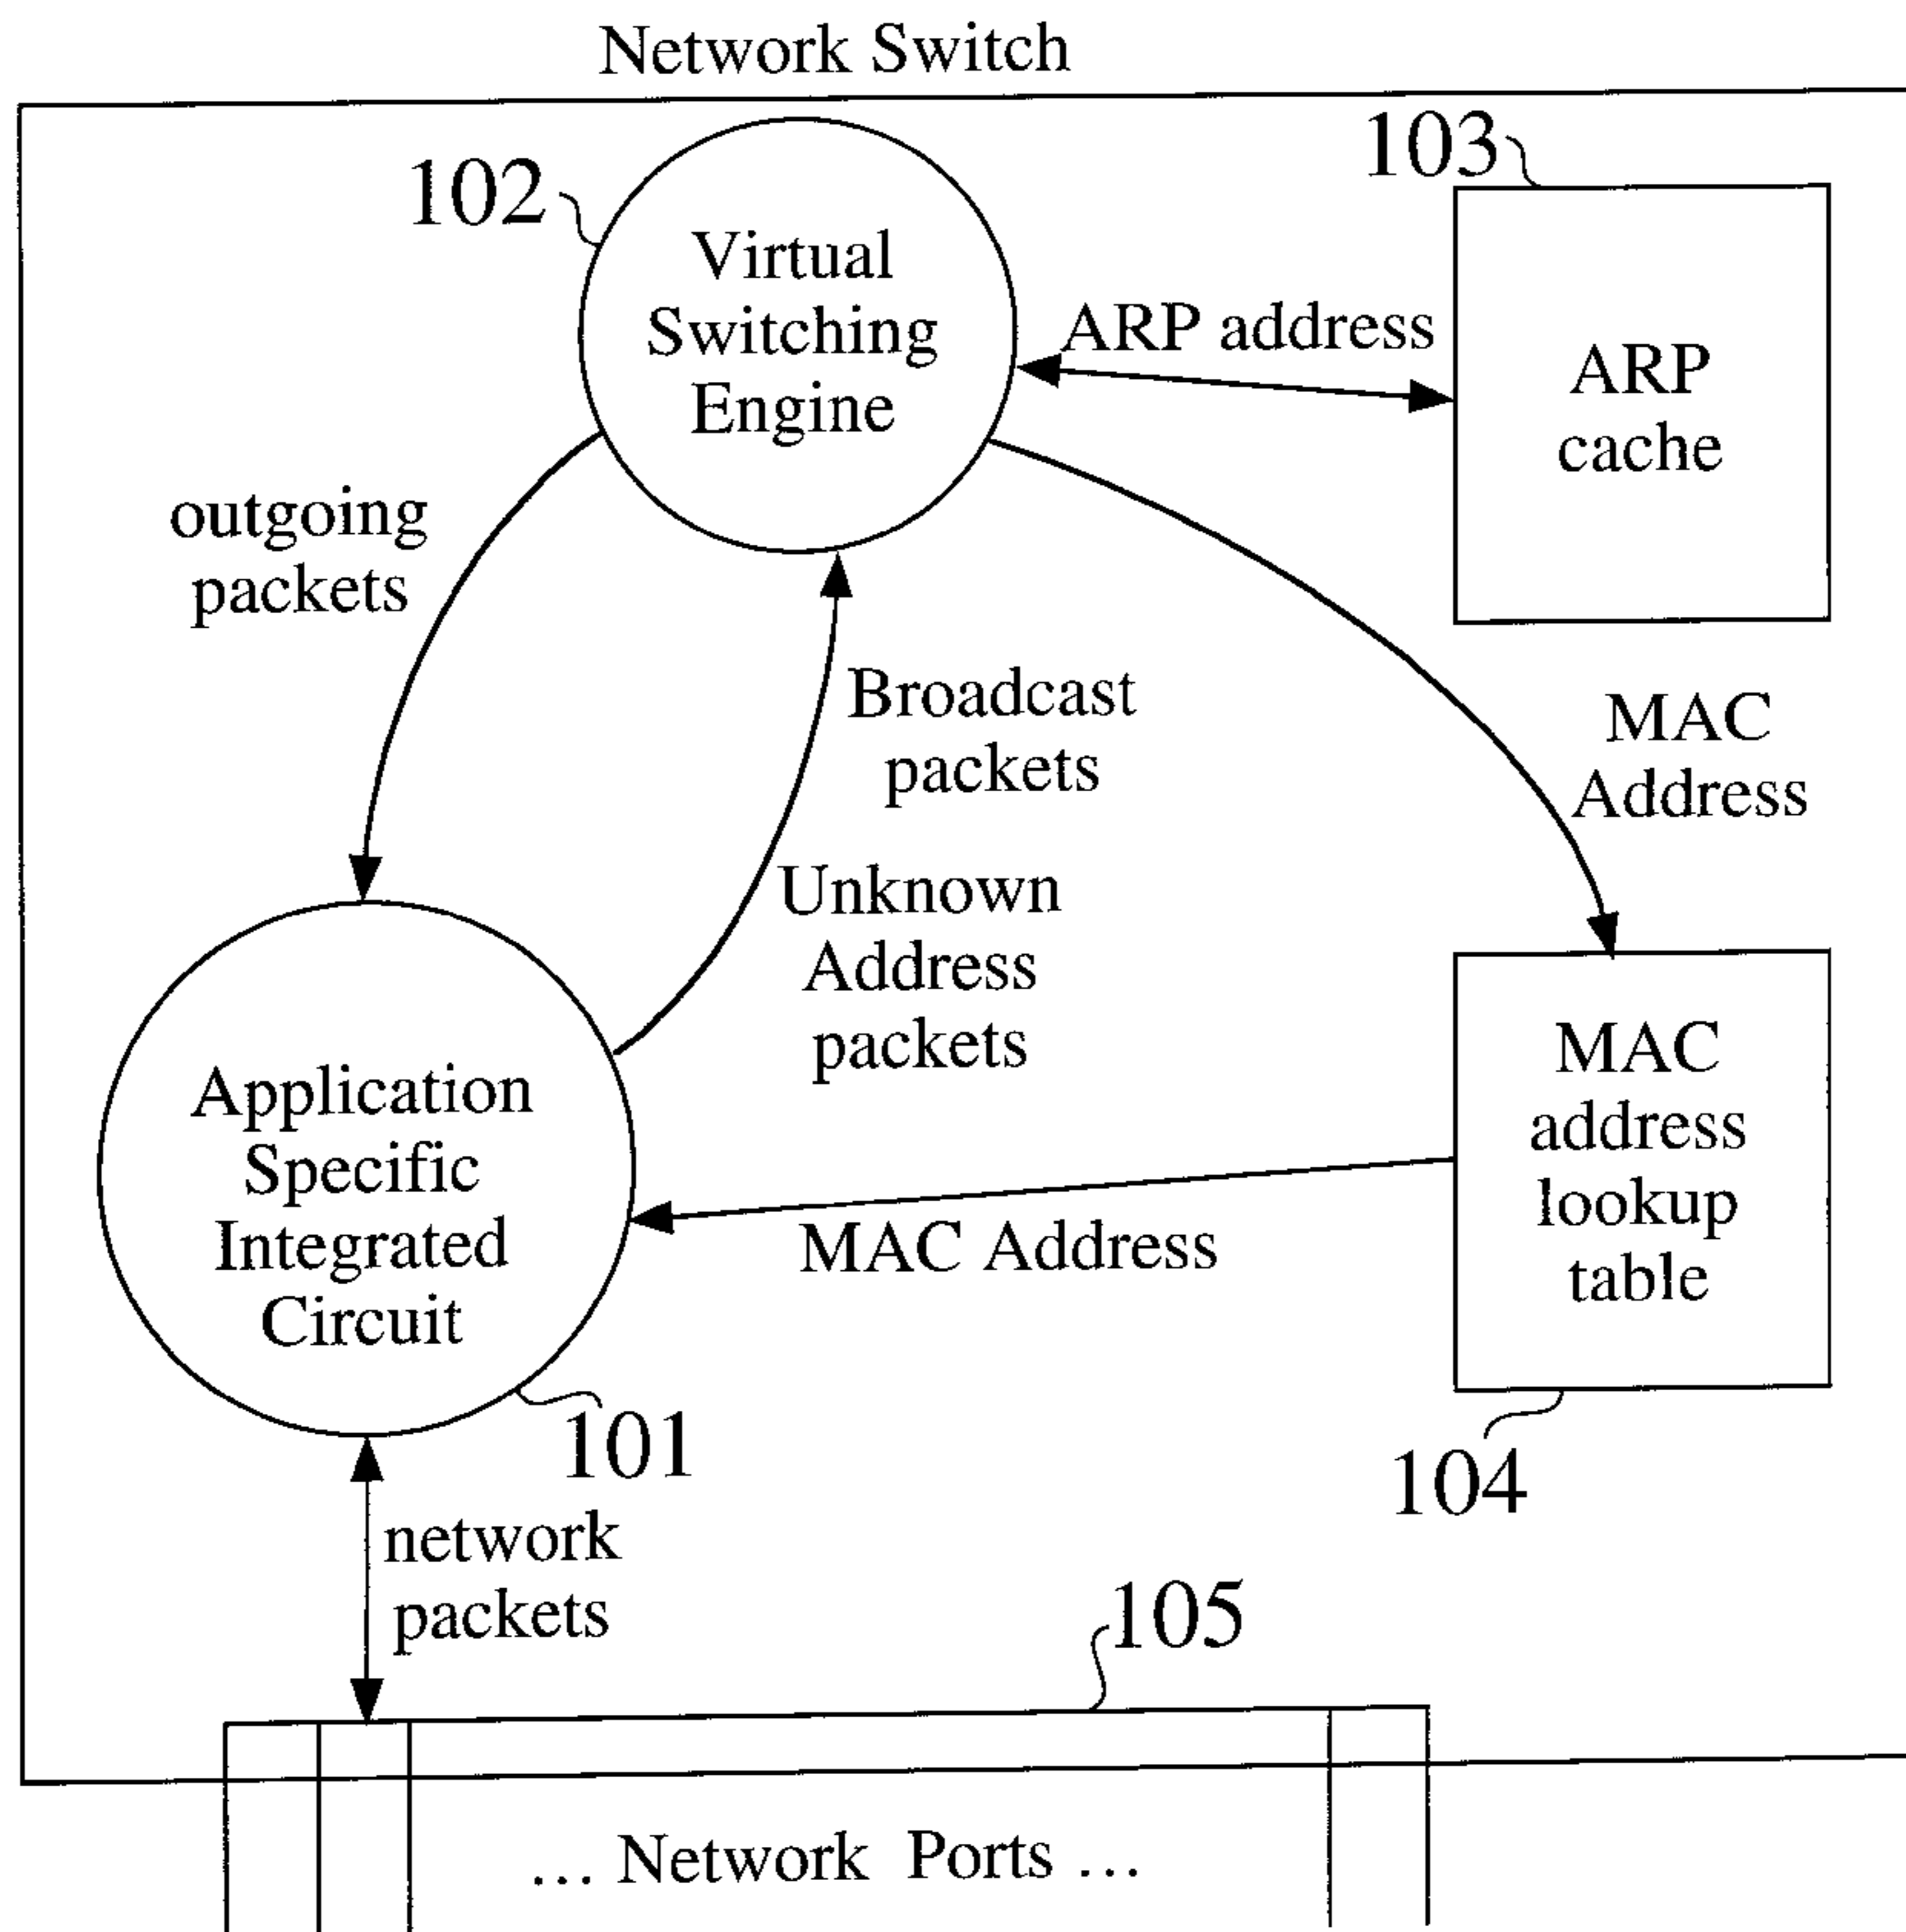 Network Switch
102
103
Virtual
Switching
Engine
ARP address
ARP
cache
outgoing
packets
Broadcast
packets
MAC
Address
Unknown
Address
packets
Application
Specific
Integrated
Circuit
MAC
address
lookup
table
MAC Address
101
104
network
packets
105
... Network Ports ...